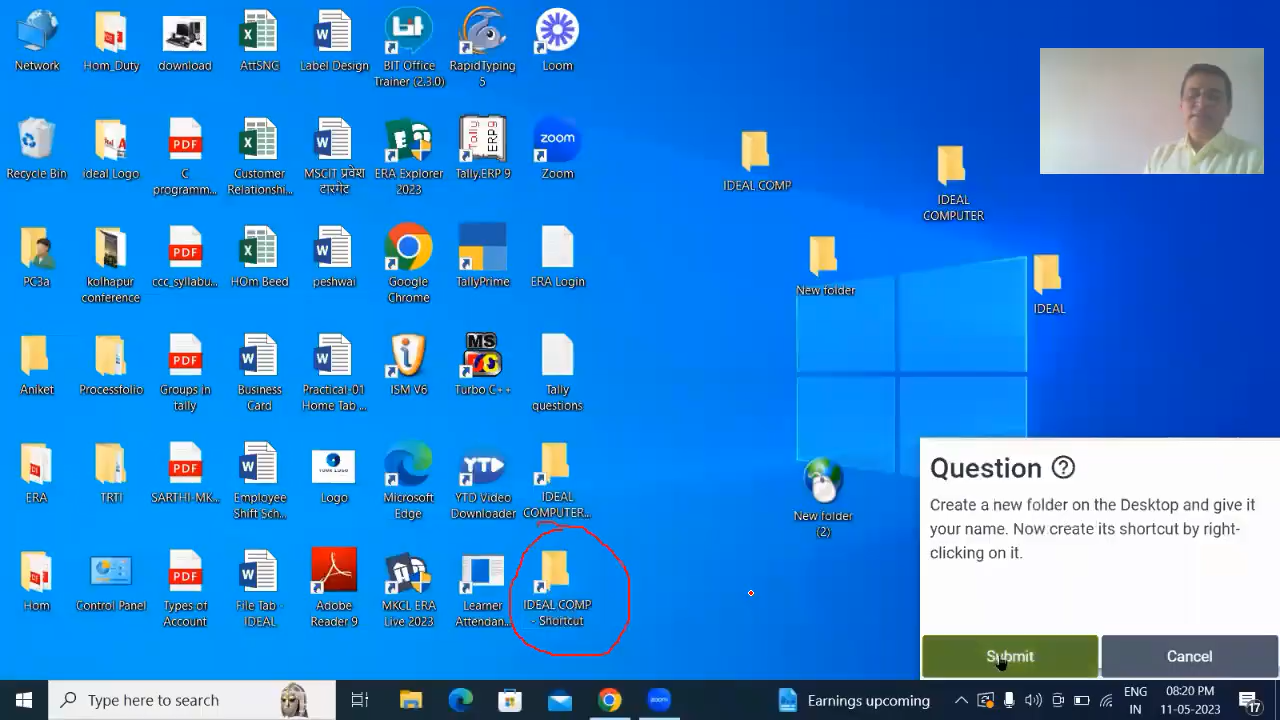 Network
Hom_Duty
download
AttSNG
Label Design
BIT Office
Trainer (2.3.0)
RapidTyping
5
Loom
Recycle Bin
ideal Logo
C
programm...
Customer
Relationshi...
MSCIT प्रवेश
टारगेट
ERA Explorer
2023
Tally.ERP 9
Zoom
IDEAL COMP
IDEAL
COMPUTER
PC3a
kolhapur
conference
ccc_syllabu...
HOm Beed
peshwai
Google
Chrome
TallyPrime
ERA Login
New folder
IDEAL
Aniket
Processfolio
Groups in
tally
Business
Card
Practical-01
Home Tab ...
ISM V6
Turbo C++
Tally
questions
ERA
TRTI
SARTHI-MK...
Employee
Shift Sch...
Logo
Microsoft
Edge
YTD Video
Downloader
IDEAL
COMPUTER...
New folder
(2)
Hom
Control Panel
Types of
Account
File Tab -
IDEAL
Adobe
Reader 9
MKCL ERA
Live 2023
Learner
Attendan...
IDEAL COMP
- Shortcut
Question ?
Create a new folder on the Desktop and give it
your name. Now create its shortcut by right-
clicking on it.
Submit
Cancel
Type here to search
Earnings upcoming
ENG
IN
08:20 PM
11-05-2023
17